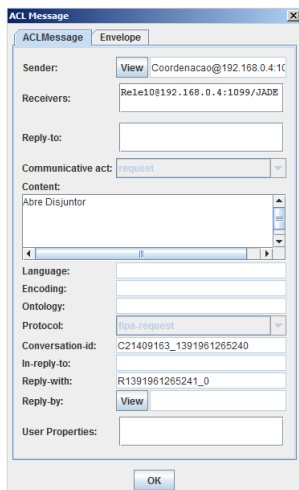 ACL Message
ACLMessage Envelope
Sender: View Coordenacao@192.168.0.4:10
Receivers: Rele10@192.168.0.4:1099/JADE
Reply-to:
Communicative act: request
Content:
Abre Disjuntor
Language:
Encoding:
Ontology:
Protocol: fipa-request
Conversation-id: C21409163_1391961265240
In-reply-to:
Reply-with: R1391961265241_0
Reply-by: View
User Properties:
OK